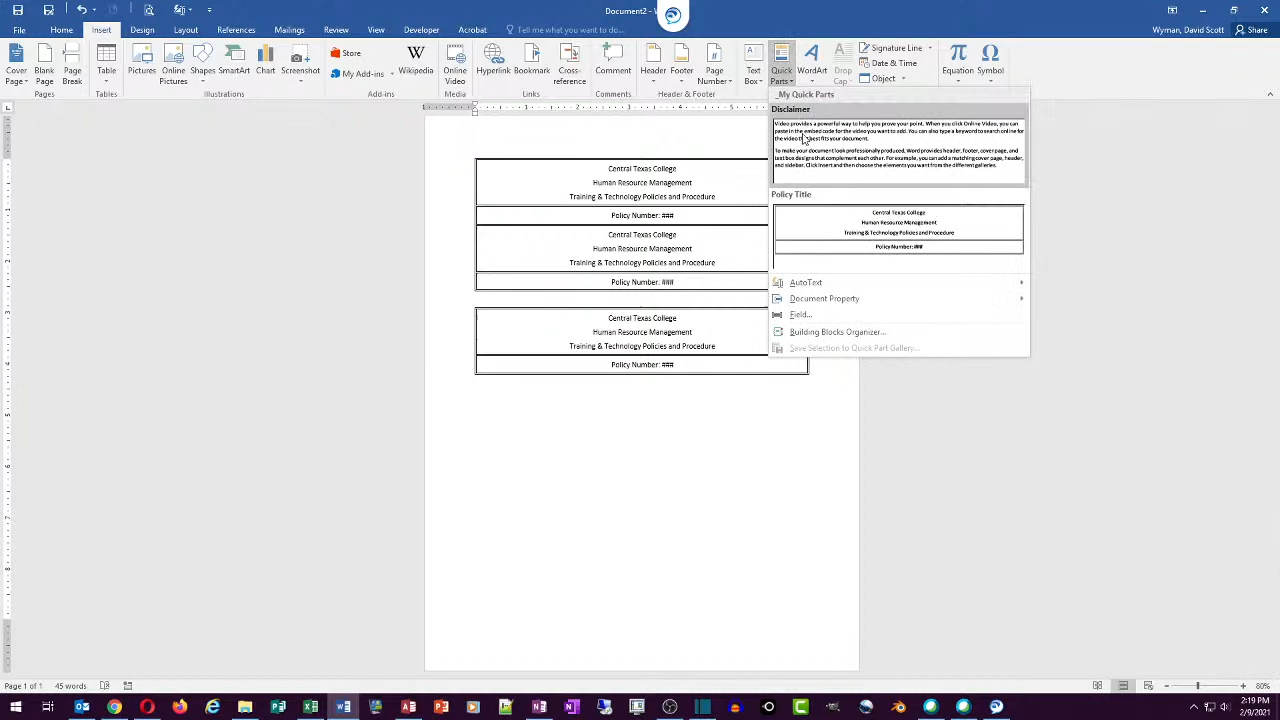 Document2 - W
Wyman, David Scott
Share
File Home Insert Design Layout References Mailings Review View Developer Acrobat Tell me what you want to do...
Cover Page
Blank Page
Page Break
Pages
Table
Tables
Pictures
Online Pictures
Shapes
SmartArt
Chart
Screenshot
Illustrations
Store
My Add-ins
Add-ins
Wikipedia
Online Video
Media
Hyperlink
Bookmark
Cross-reference
Links
Comment
Comments
Header
Footer
Page Number
Header & Footer
Text Box
Quick Parts
WordArt
Drop Cap
Signature Line
Date & Time
Object
Equation
Symbol
Symbols
_My Quick Parts
Disclaimer
Video provides a powerful way to help you prove your point. When you click Online Video, you can
paste in the embed code for the video you want to add. You can also type a keyword to search online for
the video that best fits your document.
To make your document look professionally produced, Word provides header, footer, cover page, and
text box designs that complement each other. For example, you can add a matching cover page, header,
and sidebar. Click Insert and then choose the elements you want from the different galleries.
Policy Title
Central Texas College
Human Resource Management
Training & Technology Policies and Procedure
Policy Number: ###
AutoText
Document Property
Field...
Building Blocks Organizer...
Save Selection to Quick Part Gallery...
Central Texas College
Human Resource Management
Training & Technology Policies and Procedure
Policy Number: ###
Central Texas College
Human Resource Management
Training & Technology Policies and Procedure
Policy Number: ###
Central Texas College
Human Resource Management
Training & Technology Policies and Procedure
Policy Number: ###
Page 1 of 1 45 words
80%
2:19 PM
2/9/2021